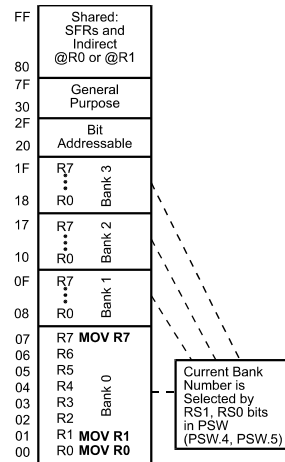 FF
Shared:
SFRs and
Indirect
@R0 or @R1
80
7F
General
Purpose
30
2F
Bit
Addressable
20
1F
R7
Bank 3
18
R0
17
R7
Bank 2
10
R0
0F
R7
Bank 1
08
R0
07 R7 MOV R7
06 R6
05 R5
04 R4
03 R3
02 R2
01 R1 MOV R1
00 R0 MOV R0
Bank 0
Current Bank
Number is
Selected by
RS1, RS0 bits
in PSW
(PSW.4, PSW.5)